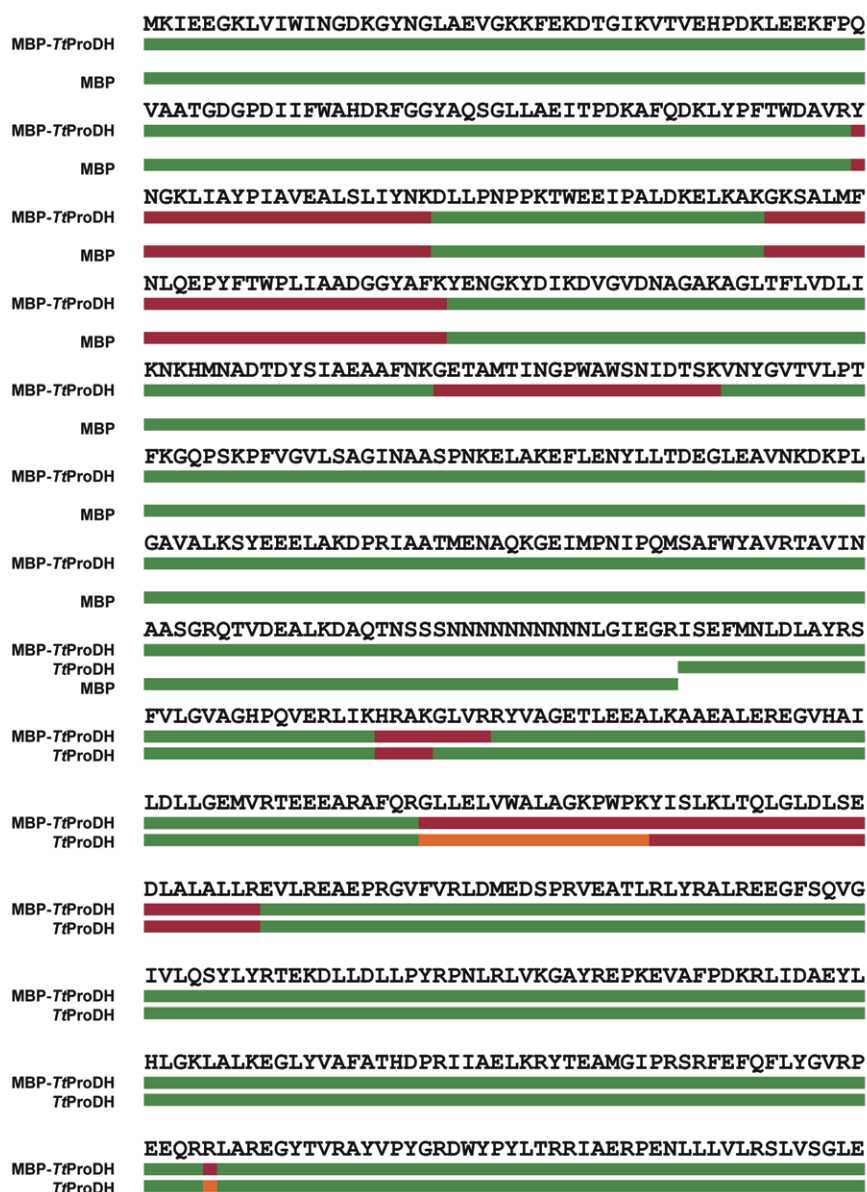 MKIEEGKLVIWINGDKGYNGLAEVGKKFEKDTGIKVTVEHPDKLEEKFPQ
MBP-TtProDH
MBP
VAATGDGPDIIFWAHDRFGGYAQSGLLAEITPDKAFQDKLYPFTWDAVRY
MBP-TtProDH
MBP
NGKLIAYPIAVEALSLIYNKDLLPNPPKTWEEIPALDKELKAKGKSALMF
MBP-TtProDH
MBP
NLQEPYFTWPLIAADGGYAFKYENGKYDIKDVGVDNAGAKAGLTFLVDLI
MBP-TtProDH
MBP
KNKHMNADTDYSIAEAAFNKGETAMTINGPWAWSNIDTSKVNYGVTVLPT
MBP-TtProDH
MBP
FKGQPSKPFVGVLSAGINAASPNKELAKEFLENYLLTDEGLEAVNKDKPL
MBP-TtProDH
MBP
GAVALKSYEEELAKDPRIAATMENAQKGEIMPNIPQMSAFWYAVRTAVIN
MBP-TtProDH
MBP
AASGRQTVDEALKDAQTNSSSNNNNNNNNNNLGIEGRISEFMNLDLAYRS
MBP-TtProDH
TtProDH
MBP
FVLGVAGHPQVERLIKHRAKGLVRRYVAGETLEEALKAAEALEREGVHAI
MBP-TtProDH
TtProDH
LDLLGEMVRTEEEARAFQRGLLELVWALAGKPWPKYISLKLTQLGLDLSE
MBP-TtProDH
TtProDH
DLALALLREVLREAEPRGVFVRLDMEDSPRVEATLRLYRALREEGFSQVG
MBP-TtProDH
TtProDH
IVLQSYLYRTEKDLLDLLPYRPNLRLVKGAYREPKEVAFPDKRLIDAEYL
MBP-TtProDH
TtProDH
HLGKLALKEGLYVAFATHDPRIIAELKRYTEAMGIPRSRFEFQFLYGVRP
MBP-TtProDH
TtProDH
EEQRRLAREGYTVRAYVPYGRDWYPYLTRRIAERPENLLLVLRSLVSGLE
MBP-TtProDH
TtProDH